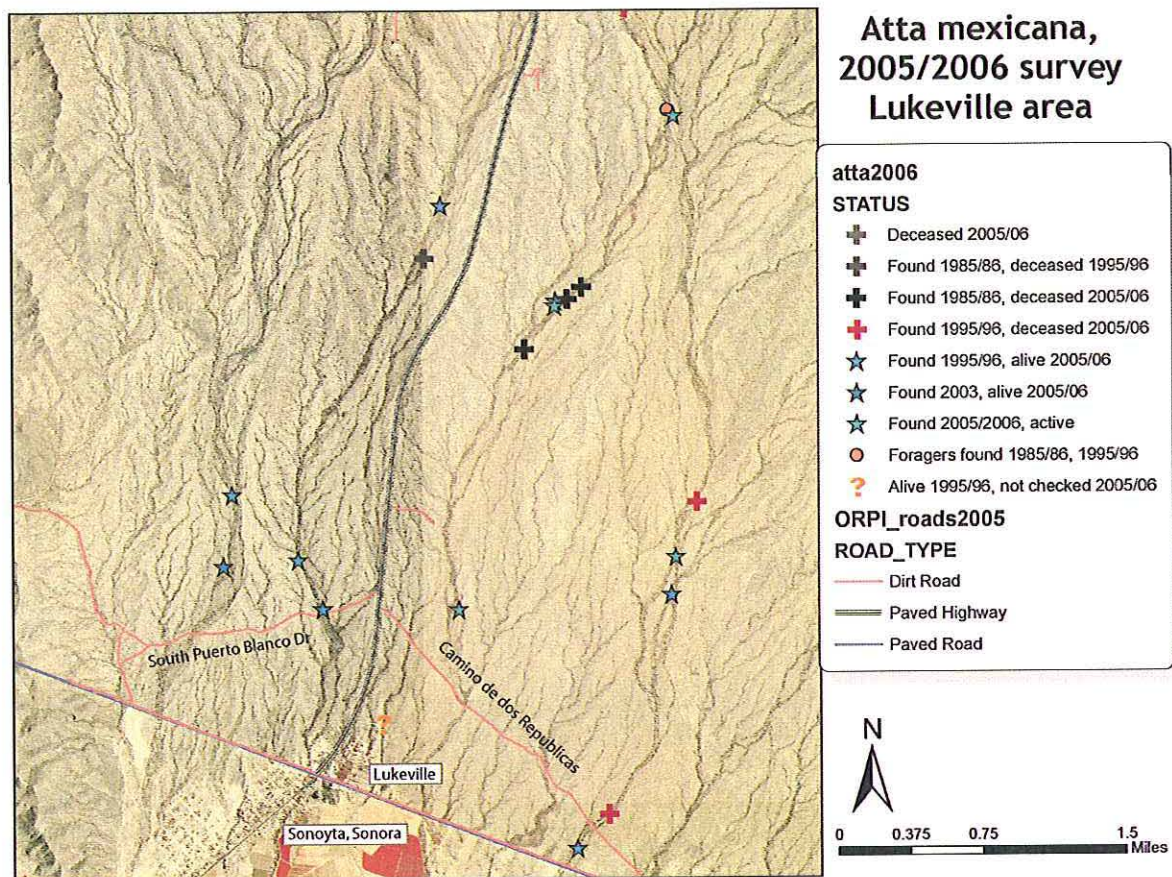 Atta mexicana,
2005/2006 survey
Lukeville area
atta2006
STATUS
Deceased 2005/06
Found 1985/86, deceased 1995/96
Found 1985/86, deceased 2005/06
Found 1995/96, deceased 2005/06
Found 1995/96, alive 2005/06
Found 2003, alive 2005/06
Found 2005/2006, active
Foragers found 1985/86, 1995/96
? Alive 1995/96, not checked 2005/06
ORPI_roads2005
ROAD_TYPE
Dirt Road
Paved Highway
Paved Road
South Puerto Blanco Dr
Camino de dos Republicas
?
Lukeville
Sonoyta, Sonora
N
0 0.375 0.75 1.5
Miles